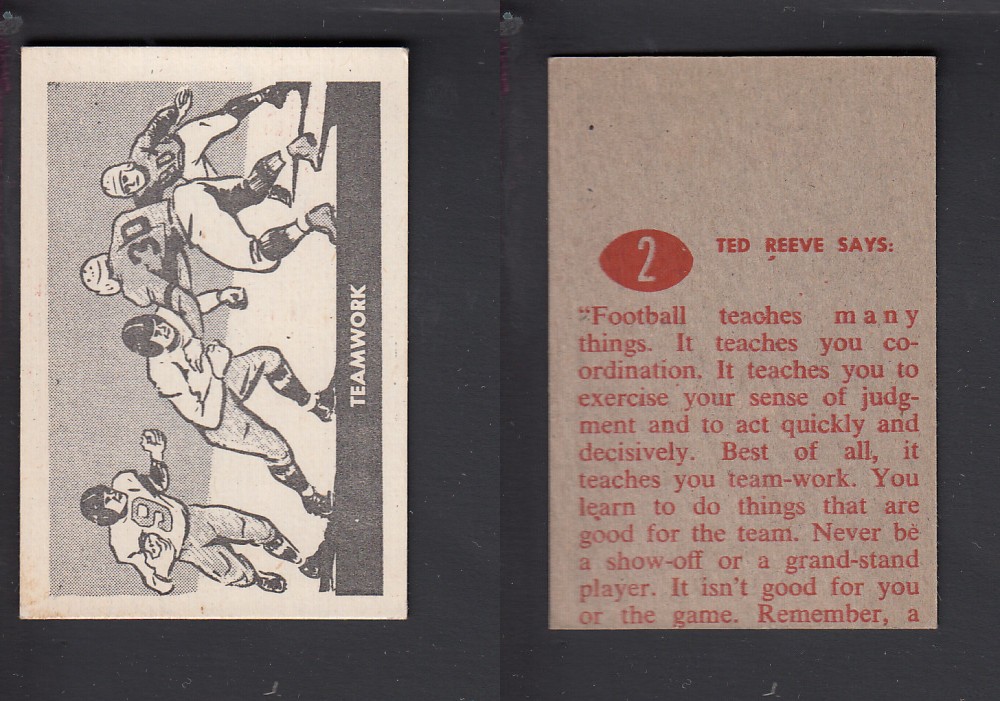 TEAMWORK
30
9
2
TED REEVE SAYS:
“Football teaches many
things. It teaches you co-
ordination. It teaches you to
exercise your sense of judg-
ment and to act quickly and
decisively. Best of all, it
teaches you team-work. You
learn to do things that are
good for the team. Never be
a show-off or a grand-stand
player. It isn't good for you
or the game. Remember, a